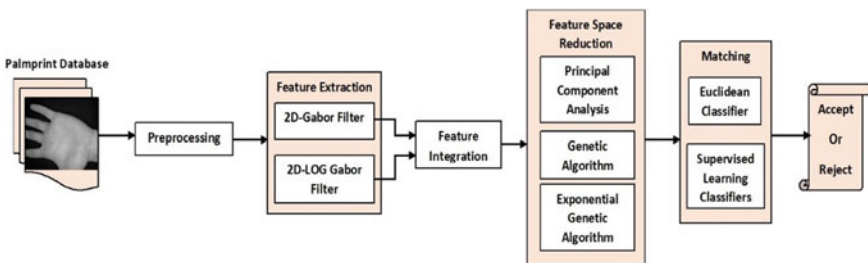 Palmprint Database
Preprocessing
Feature Extraction
2D-Gabor Filter
2D-LOG Gabor
Filter
Feature
Integration
Feature Space
Reduction
Principal
Component
Analysis
Genetic
Algorithm
Exponential
Genetic
Algorithm
Matching
Euclidean
Classifier
Supervised
Learning
Classifiers
Accept
Or
Reject